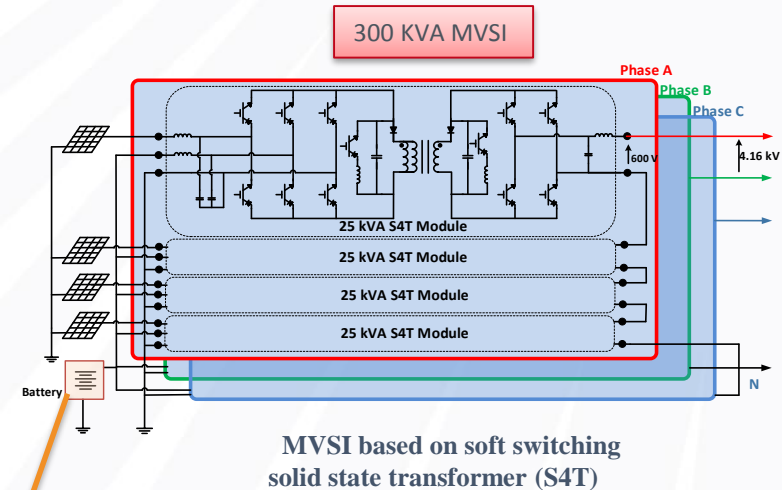 300 KVA MVSI
Phase A
Phase B
Phase C
600 V
4.16 kV
25 kVA S4T Module
25 kVA S4T Module
25 kVA S4T Module
25 kVA S4T Module
Battery
N
MVSI based on soft switching
solid state transformer (S4T)